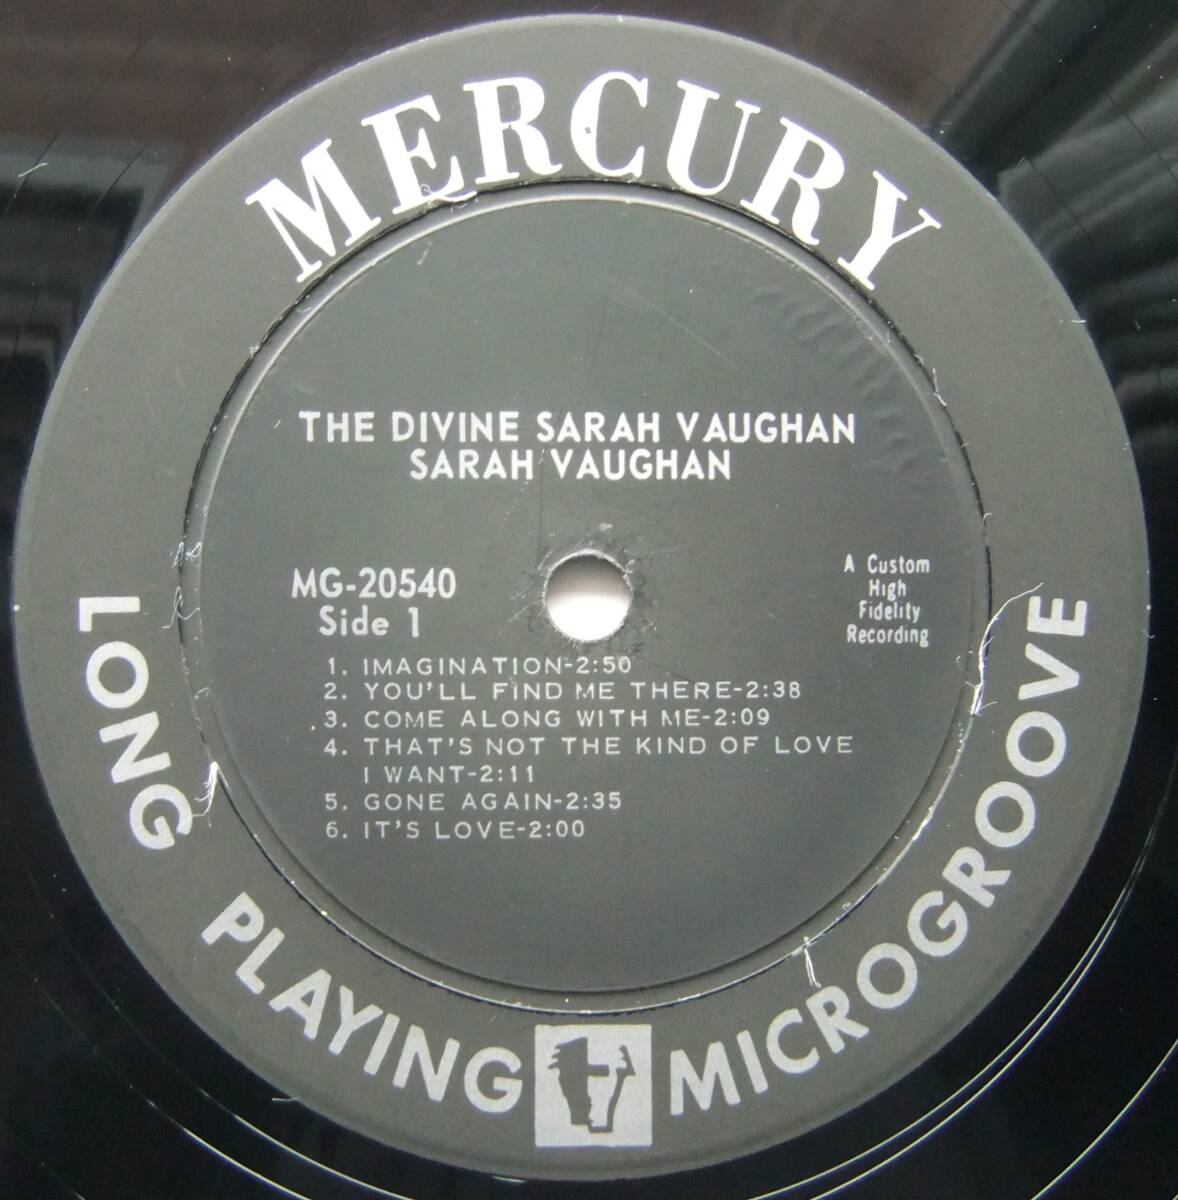 MERCURY
THE DIVINE SARAH VAUGHAN
SARAH VAUGHAN
MG-20540
Side 1
A Custom
High
Fidelity
Recording
1. IMAGINATION-2:50
2. YOU'LL FIND ME THERE-2:38
3. COME ALONG WITH ME-2:09
4. THAT'S NOT THE KIND OF LOVE
I WANT-2:11
5. GONE AGAIN-2:35
6. IT'S LOVE-2:00
LONG PLAYING MICROGROOVE